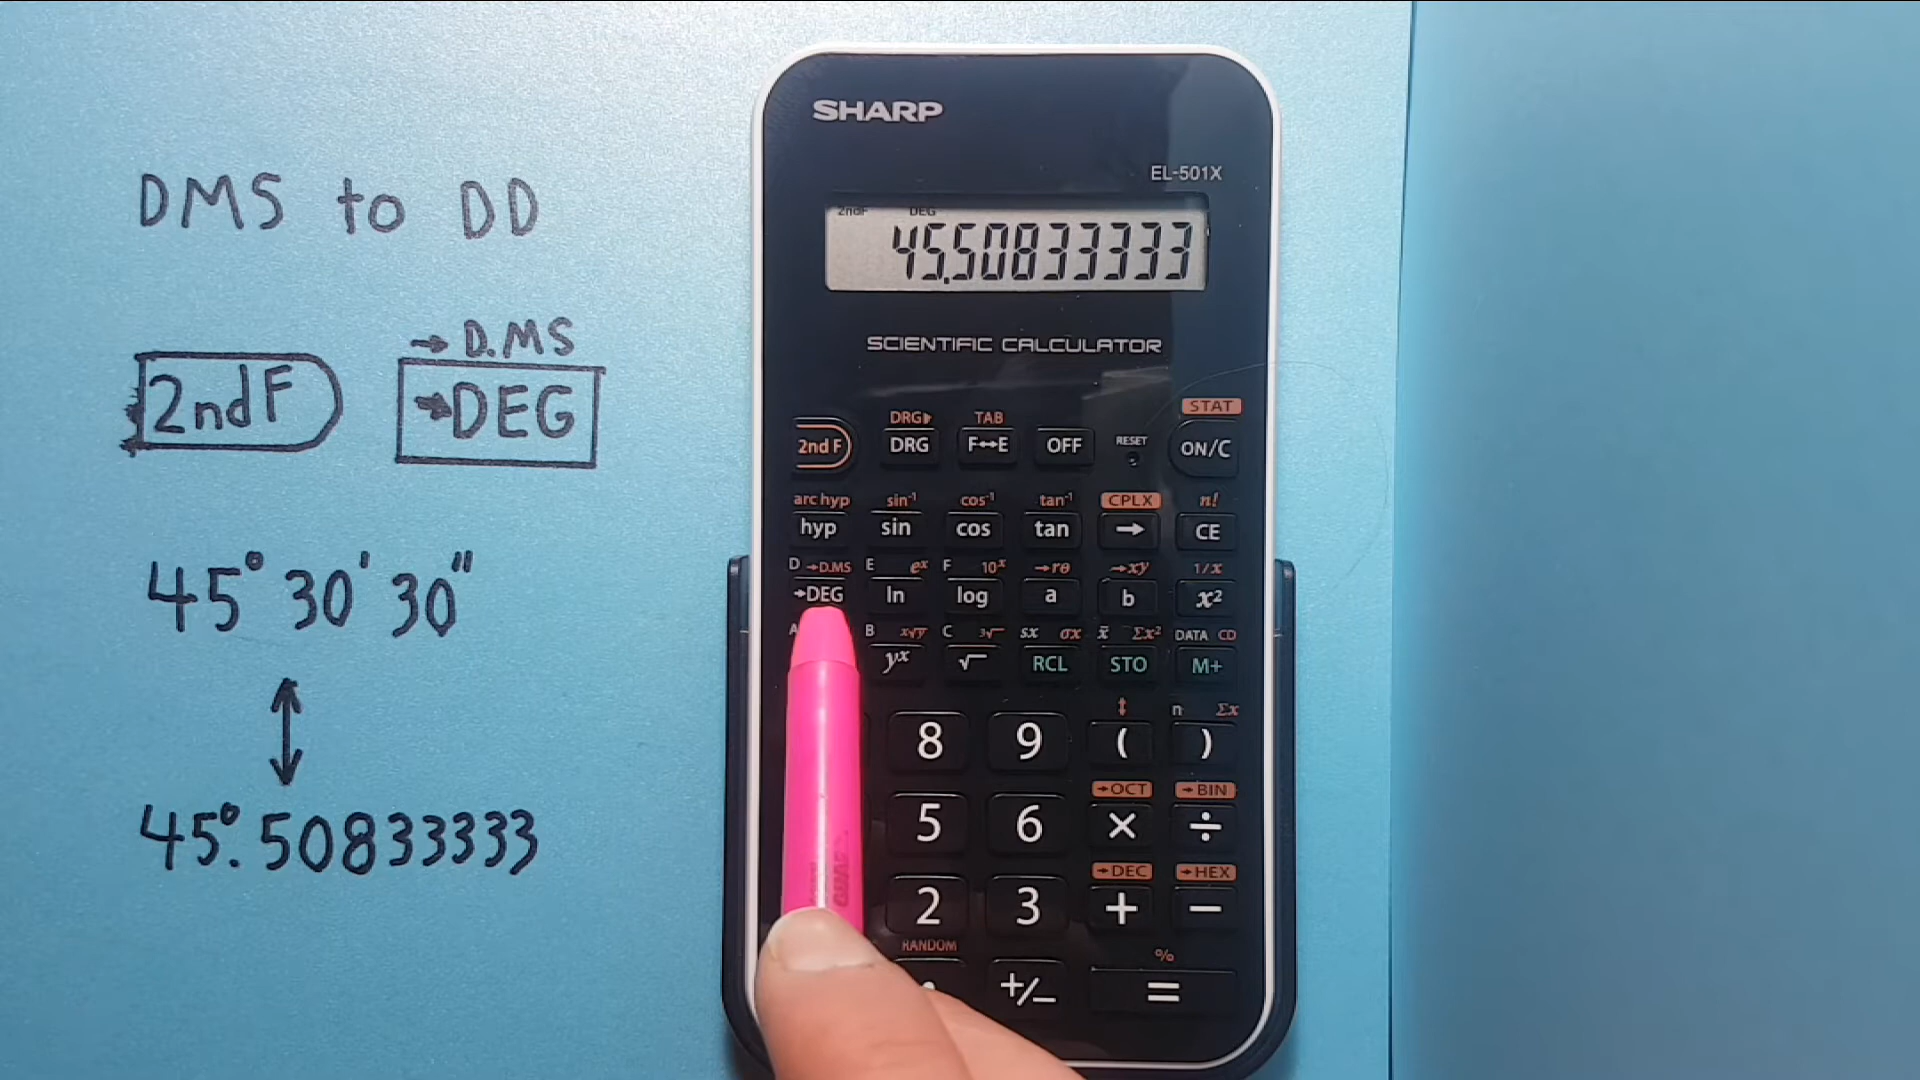 DMS to DD
2ndF
→ D.MS
→DEG
45° 30' 30"
45°.50833333
SHARP
EL-501X
2ndF DEG
45.50833333
SCIENTIFIC CALCULATOR
DRG▶ TAB STAT
2nd F DRG F↔E OFF RESET ON/C
arc hyp sin⁻¹ cos⁻¹ tan⁻¹ CPLX n!
hyp sin cos tan → CE
D →D.MS E eˣ F 10ˣ →rθ →xy 1/x
→DEG ln log a b x²
A B ˣ√y C ³√ sx σx x̄ Σx² DATA CD
yˣ √ RCL STO M+
↕ n Σx
8 9 ( )
→OCT →BIN
5 6 × ÷
→DEC →HEX
2 3 + −
RANDOM %
• +/− =